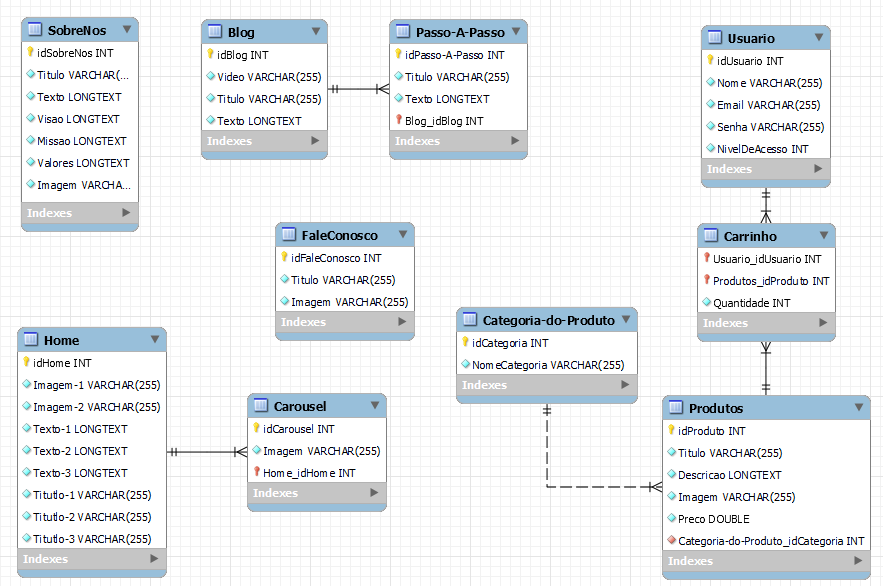 SobreNos
idSobreNos INT
Titulo VARCHAR(...
Texto LONGTEXT
Visao LONGTEXT
Missao LONGTEXT
Valores LONGTEXT
Imagem VARCHA...
Indexes
Blog
idBlog INT
Video VARCHAR(255)
Titulo VARCHAR(255)
Texto LONGTEXT
Indexes
Passo-A-Passo
idPasso-A-Passo INT
Titulo VARCHAR(255)
Texto LONGTEXT
Blog_idBlog INT
Indexes
Usuario
idUsuario INT
Nome VARCHAR(255)
Email VARCHAR(255)
Senha VARCHAR(255)
NivelDeAcesso INT
Indexes
FaleConosco
idFaleConosco INT
Titulo VARCHAR(255)
Imagem VARCHAR(255)
Indexes
Carrinho
Usuario_idUsuario INT
Produtos_idProduto INT
Quantidade INT
Indexes
Categoria-do-Produto
idCategoria INT
NomeCategoria VARCHAR(255)
Indexes
Home
idHome INT
Imagem-1 VARCHAR(255)
Imagem-2 VARCHAR(255)
Texto-1 LONGTEXT
Texto-2 LONGTEXT
Texto-3 LONGTEXT
Titutlo-1 VARCHAR(255)
Titutlo-2 VARCHAR(255)
Titutlo-3 VARCHAR(255)
Indexes
Carousel
idCarousel INT
Imagem VARCHAR(255)
Home_idHome INT
Indexes
Produtos
idProduto INT
Titulo VARCHAR(255)
Descricao LONGTEXT
Imagem VARCHAR(255)
Preco DOUBLE
Categoria-do-Produto_idCategoria INT
Indexes